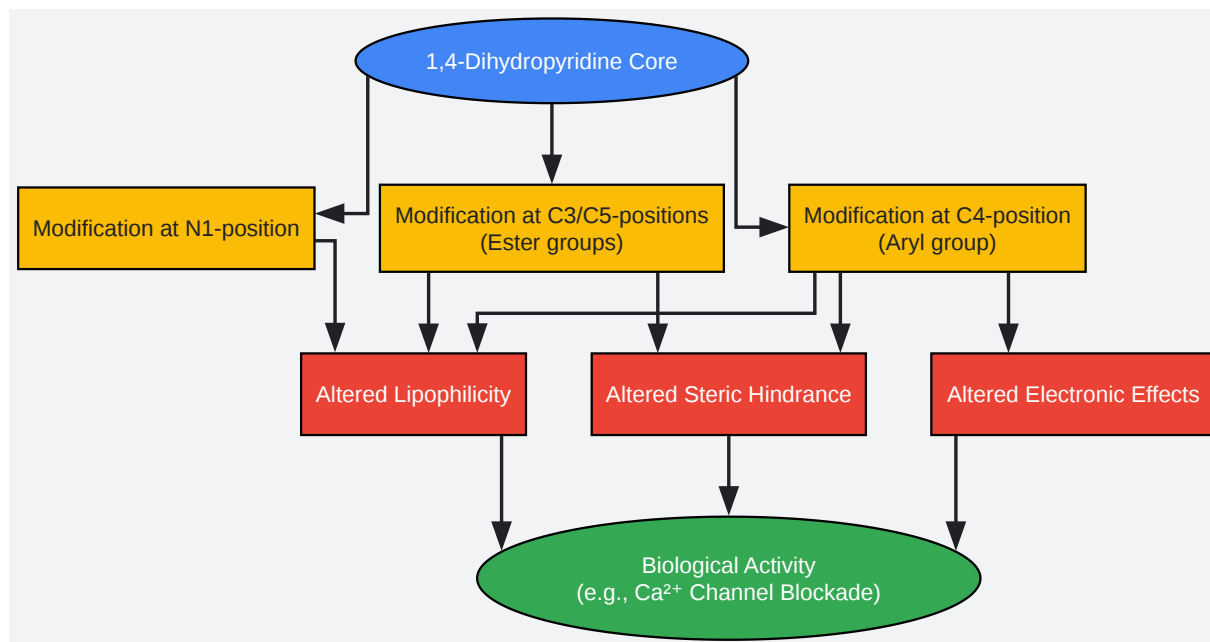 1,4-Dihydropyridine Core
Modification at N1-position
Modification at C3/C5-positions
(Ester groups)
Modification at C4-position
(Aryl group)
Altered Lipophilicity
Altered Steric Hindrance
Altered Electronic Effects
Biological Activity
(e.g., Ca²⁺ Channel Blockade)